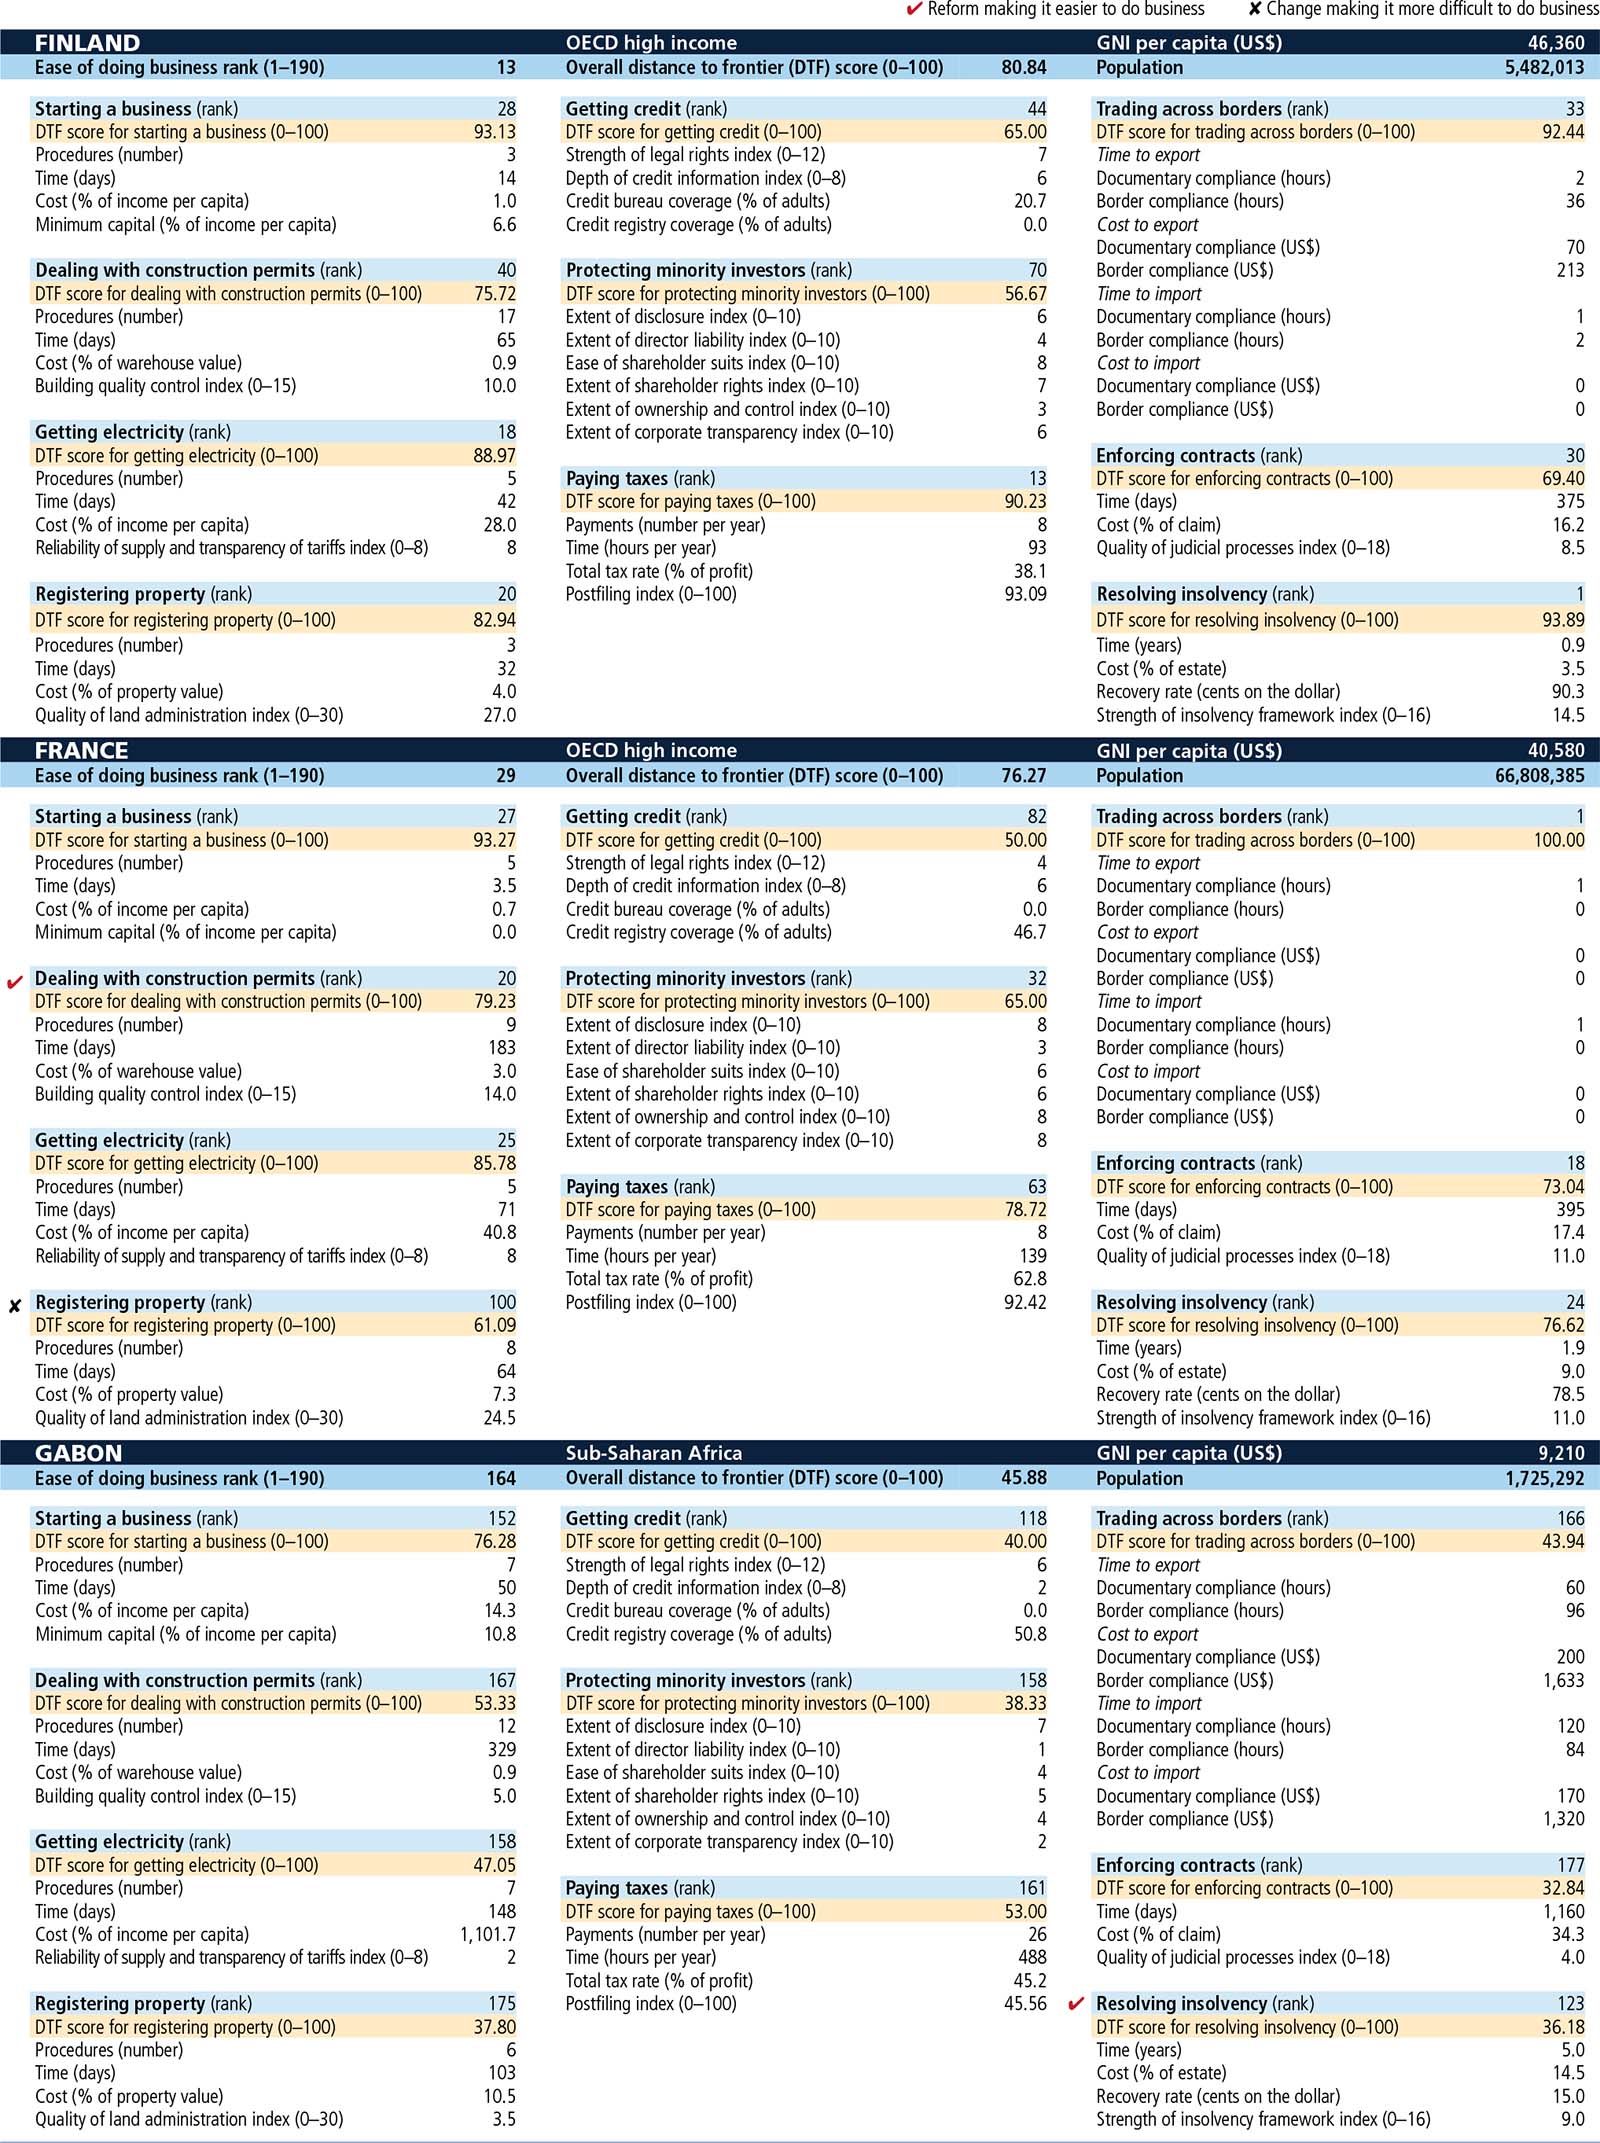 ✔ Reform making it easier to do business ✘ Change making it more difficult to do business
FINLAND OECD high income GNI per capita (US$) 46,360
Ease of doing business rank (1–190) 13 Overall distance to frontier (DTF) score (0–100) 80.84 Population 5,482,013
Starting a business (rank) 28
DTF score for starting a business (0–100) 93.13
Procedures (number) 3
Time (days) 14
Cost (% of income per capita) 1.0
Minimum capital (% of income per capita) 6.6
Dealing with construction permits (rank) 40
DTF score for dealing with construction permits (0–100) 75.72
Procedures (number) 17
Time (days) 65
Cost (% of warehouse value) 0.9
Building quality control index (0–15) 10.0
Getting electricity (rank) 18
DTF score for getting electricity (0–100) 88.97
Procedures (number) 5
Time (days) 42
Cost (% of income per capita) 28.0
Reliability of supply and transparency of tariffs index (0–8) 8
Registering property (rank) 20
DTF score for registering property (0–100) 82.94
Procedures (number) 3
Time (days) 32
Cost (% of property value) 4.0
Quality of land administration index (0–30) 27.0
Getting credit (rank) 44
DTF score for getting credit (0–100) 65.00
Strength of legal rights index (0–12) 7
Depth of credit information index (0–8) 6
Credit bureau coverage (% of adults) 20.7
Credit registry coverage (% of adults) 0.0
Protecting minority investors (rank) 70
DTF score for protecting minority investors (0–100) 56.67
Extent of disclosure index (0–10) 6
Extent of director liability index (0–10) 4
Ease of shareholder suits index (0–10) 8
Extent of shareholder rights index (0–10) 7
Extent of ownership and control index (0–10) 3
Extent of corporate transparency index (0–10) 6
Paying taxes (rank) 13
DTF score for paying taxes (0–100) 90.23
Payments (number per year) 8
Time (hours per year) 93
Total tax rate (% of profit) 38.1
Postfiling index (0–100) 93.09
Trading across borders (rank) 33
DTF score for trading across borders (0–100) 92.44
Time to export
Documentary compliance (hours) 2
Border compliance (hours) 36
Cost to export
Documentary compliance (US$) 70
Border compliance (US$) 213
Time to import
Documentary compliance (hours) 1
Border compliance (hours) 2
Cost to import
Documentary compliance (US$) 0
Border compliance (US$) 0
Enforcing contracts (rank) 30
DTF score for enforcing contracts (0–100) 69.40
Time (days) 375
Cost (% of claim) 16.2
Quality of judicial processes index (0–18) 8.5
Resolving insolvency (rank) 1
DTF score for resolving insolvency (0–100) 93.89
Time (years) 0.9
Cost (% of estate) 3.5
Recovery rate (cents on the dollar) 90.3
Strength of insolvency framework index (0–16) 14.5
FRANCE OECD high income GNI per capita (US$) 40,580
Ease of doing business rank (1–190) 29 Overall distance to frontier (DTF) score (0–100) 76.27 Population 66,808,385
Starting a business (rank) 27
DTF score for starting a business (0–100) 93.27
Procedures (number) 5
Time (days) 3.5
Cost (% of income per capita) 0.7
Minimum capital (% of income per capita) 0.0
✔ Dealing with construction permits (rank) 20
DTF score for dealing with construction permits (0–100) 79.23
Procedures (number) 9
Time (days) 183
Cost (% of warehouse value) 3.0
Building quality control index (0–15) 14.0
Getting electricity (rank) 25
DTF score for getting electricity (0–100) 85.78
Procedures (number) 5
Time (days) 71
Cost (% of income per capita) 40.8
Reliability of supply and transparency of tariffs index (0–8) 8
✘ Registering property (rank) 100
DTF score for registering property (0–100) 61.09
Procedures (number) 8
Time (days) 64
Cost (% of property value) 7.3
Quality of land administration index (0–30) 24.5
Getting credit (rank) 82
DTF score for getting credit (0–100) 50.00
Strength of legal rights index (0–12) 4
Depth of credit information index (0–8) 6
Credit bureau coverage (% of adults) 0.0
Credit registry coverage (% of adults) 46.7
Protecting minority investors (rank) 32
DTF score for protecting minority investors (0–100) 65.00
Extent of disclosure index (0–10) 8
Extent of director liability index (0–10) 3
Ease of shareholder suits index (0–10) 6
Extent of shareholder rights index (0–10) 6
Extent of ownership and control index (0–10) 8
Extent of corporate transparency index (0–10) 8
Paying taxes (rank) 63
DTF score for paying taxes (0–100) 78.72
Payments (number per year) 8
Time (hours per year) 139
Total tax rate (% of profit) 62.8
Postfiling index (0–100) 92.42
Trading across borders (rank) 1
DTF score for trading across borders (0–100) 100.00
Time to export
Documentary compliance (hours) 1
Border compliance (hours) 0
Cost to export
Documentary compliance (US$) 0
Border compliance (US$) 0
Time to import
Documentary compliance (hours) 1
Border compliance (hours) 0
Cost to import
Documentary compliance (US$) 0
Border compliance (US$) 0
Enforcing contracts (rank) 18
DTF score for enforcing contracts (0–100) 73.04
Time (days) 395
Cost (% of claim) 17.4
Quality of judicial processes index (0–18) 11.0
Resolving insolvency (rank) 24
DTF score for resolving insolvency (0–100) 76.62
Time (years) 1.9
Cost (% of estate) 9.0
Recovery rate (cents on the dollar) 78.5
Strength of insolvency framework index (0–16) 11.0
GABON Sub-Saharan Africa GNI per capita (US$) 9,210
Ease of doing business rank (1–190) 164 Overall distance to frontier (DTF) score (0–100) 45.88 Population 1,725,292
Starting a business (rank) 152
DTF score for starting a business (0–100) 76.28
Procedures (number) 7
Time (days) 50
Cost (% of income per capita) 14.3
Minimum capital (% of income per capita) 10.8
Dealing with construction permits (rank) 167
DTF score for dealing with construction permits (0–100) 53.33
Procedures (number) 12
Time (days) 329
Cost (% of warehouse value) 0.9
Building quality control index (0–15) 5.0
Getting electricity (rank) 158
DTF score for getting electricity (0–100) 47.05
Procedures (number) 7
Time (days) 148
Cost (% of income per capita) 1,101.7
Reliability of supply and transparency of tariffs index (0–8) 2
Registering property (rank) 175
DTF score for registering property (0–100) 37.80
Procedures (number) 6
Time (days) 103
Cost (% of property value) 10.5
Quality of land administration index (0–30) 3.5
Getting credit (rank) 118
DTF score for getting credit (0–100) 40.00
Strength of legal rights index (0–12) 6
Depth of credit information index (0–8) 2
Credit bureau coverage (% of adults) 0.0
Credit registry coverage (% of adults) 50.8
Protecting minority investors (rank) 158
DTF score for protecting minority investors (0–100) 38.33
Extent of disclosure index (0–10) 7
Extent of director liability index (0–10) 1
Ease of shareholder suits index (0–10) 4
Extent of shareholder rights index (0–10) 5
Extent of ownership and control index (0–10) 4
Extent of corporate transparency index (0–10) 2
Paying taxes (rank) 161
DTF score for paying taxes (0–100) 53.00
Payments (number per year) 26
Time (hours per year) 488
Total tax rate (% of profit) 45.2
Postfiling index (0–100) 45.56
Trading across borders (rank) 166
DTF score for trading across borders (0–100) 43.94
Time to export
Documentary compliance (hours) 60
Border compliance (hours) 96
Cost to export
Documentary compliance (US$) 200
Border compliance (US$) 1,633
Time to import
Documentary compliance (hours) 120
Border compliance (hours) 84
Cost to import
Documentary compliance (US$) 170
Border compliance (US$) 1,320
Enforcing contracts (rank) 177
DTF score for enforcing contracts (0–100) 32.84
Time (days) 1,160
Cost (% of claim) 34.3
Quality of judicial processes index (0–18) 4.0
✔ Resolving insolvency (rank) 123
DTF score for resolving insolvency (0–100) 36.18
Time (years) 5.0
Cost (% of estate) 14.5
Recovery rate (cents on the dollar) 15.0
Strength of insolvency framework index (0–16) 9.0